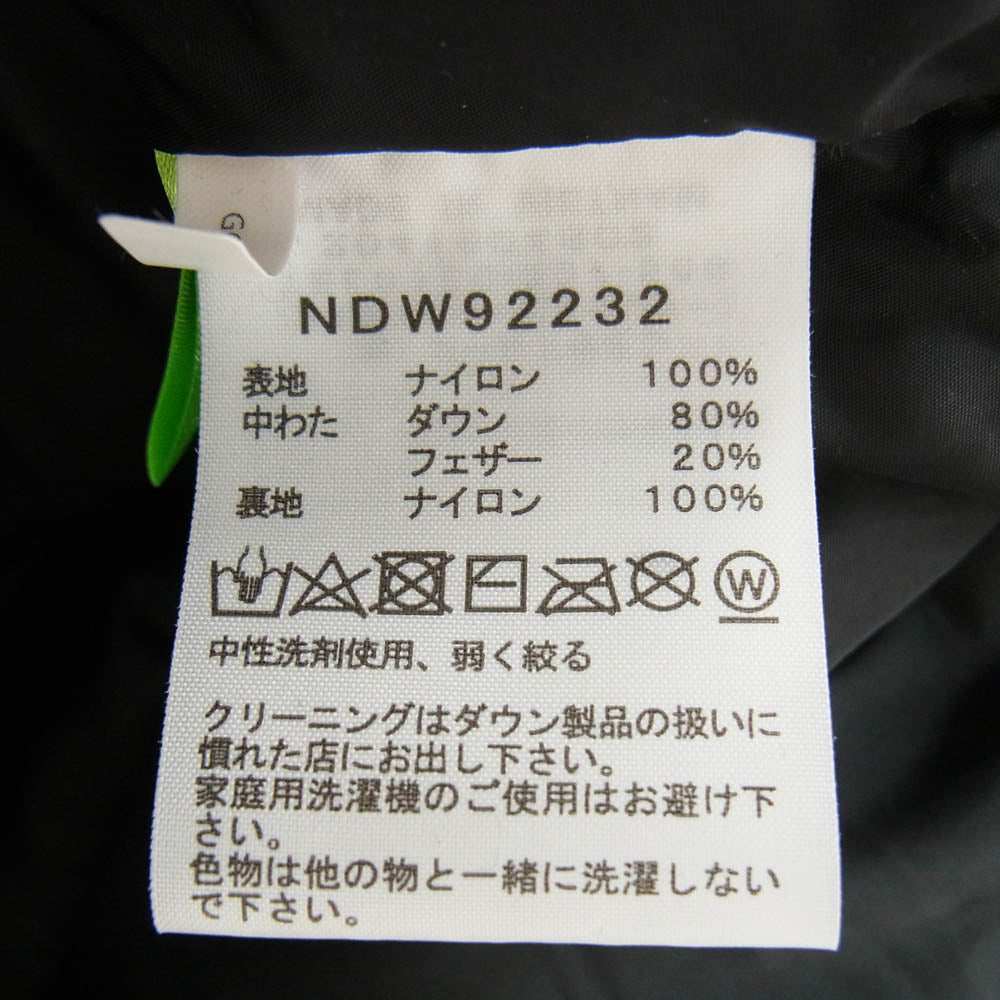 NDW92232
表地 ナイロン 100%
中わた ダウン 80%
フェザー 20%
裏地 ナイロン 100%
W
中性洗剤使用、弱く絞る
クリーニングはダウン製品の扱いに
慣れた店にお出し下さい。
家庭用洗濯機のご使用はお避け下
さい。
色物は他の物と一緒に洗濯しない
で下さい。